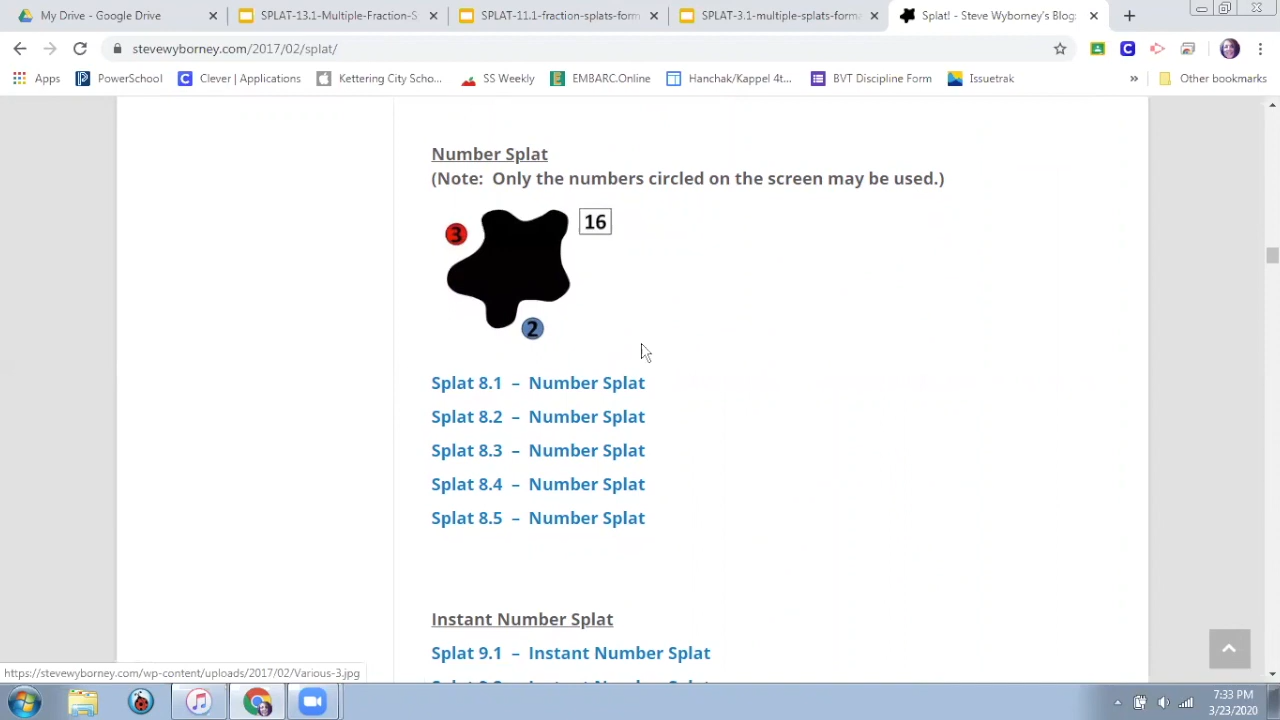 My Drive - Google Drive
SPLAT-13.1-Multiple-Fraction-S
SPLAT-11.1-fraction-splats-form
SPLAT-3.1-multiple-splats-forma
Splat! - Steve Wyborney's Blog:
stevewyborney.com/2017/02/splat/
Apps PowerSchool Clever | Applications Kettering City Scho... SS Weekly EMBARC.Online Hanchak/Kappel 4t... BVT Discipline Form Issuetrak » Other bookmarks
Number Splat
(Note: Only the numbers circled on the screen may be used.)
3
16
2
Splat 8.1 – Number Splat
Splat 8.2 – Number Splat
Splat 8.3 – Number Splat
Splat 8.4 – Number Splat
Splat 8.5 – Number Splat
Instant Number Splat
Splat 9.1 – Instant Number Splat
https://stevewyborney.com/wp-content/uploads/2017/02/Various-3.jpg
7:33 PM
3/23/2020